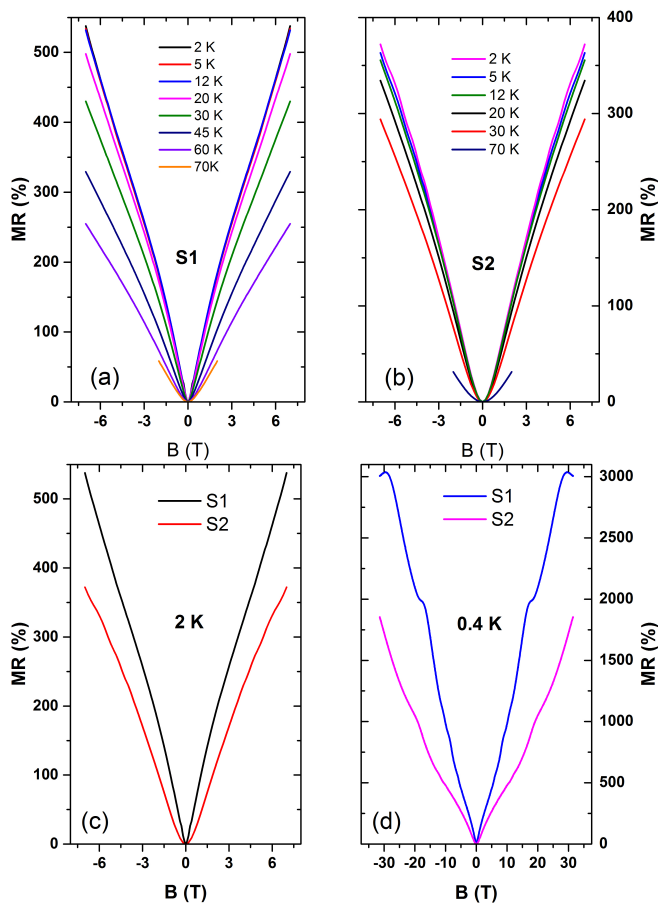 500
400
300
200
100
0
MR (%)
2 K
5 K
12 K
20 K
30 K
45 K
60 K
70K
S1
(a)
-6
-3
0
3
6
B (T)
400
300
200
100
0
MR (%)
2 K
5 K
12 K
20 K
30 K
70 K
S2
(b)
-6
-3
0
3
6
B (T)
500
400
300
200
100
0
MR (%)
S1
S2
2 K
(c)
-6
-3
0
3
6
B (T)
3000
2500
2000
1500
1000
500
0
MR (%)
S1
S2
0.4 K
(d)
-30
-20
-10
0
10
20
30
B (T)